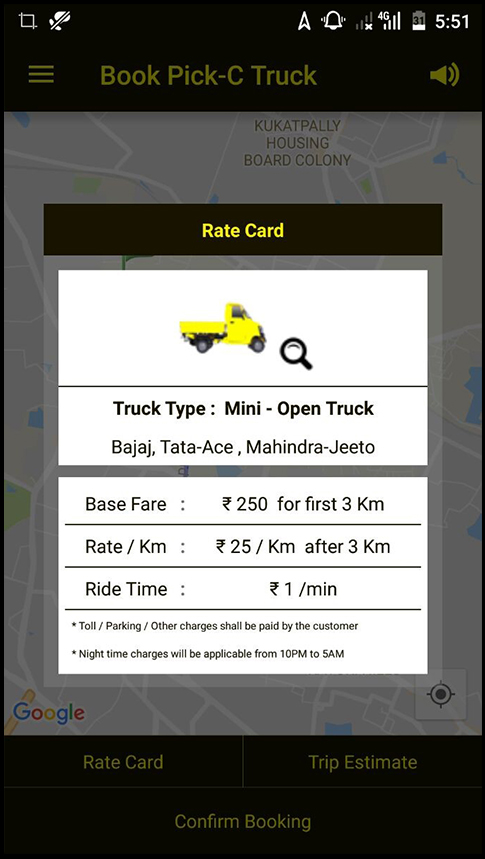 4G
31
5:51
Book Pick-C Truck
KUKATPALLY
HOUSING
BOARD COLONY
Rate Card
Truck Type : Mini - Open Truck
Bajaj, Tata-Ace , Mahindra-Jeeto
Base Fare : ₹ 250 for first 3 Km
Rate / Km : ₹ 25 / Km after 3 Km
Ride Time : ₹ 1 /min
* Toll / Parking / Other charges shall be paid by the customer
* Night time charges will be applicable from 10PM to 5AM
Google
Rate Card Trip Estimate
Confirm Booking